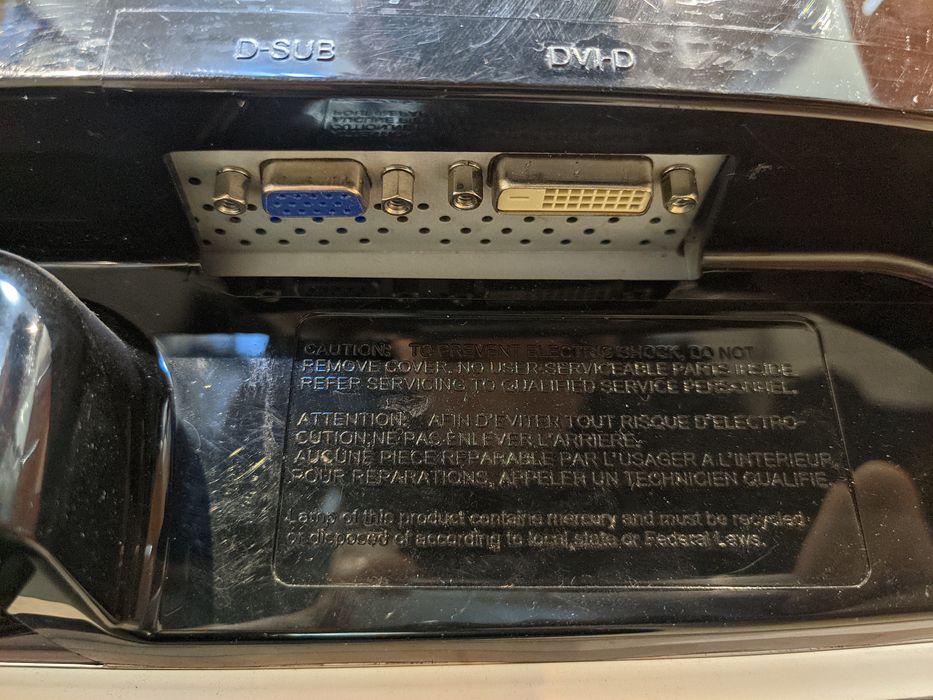 D-SUB DVI-D
CAUTION: TO PREVENT ELECTRIC SHOCK, DO NOT
REMOVE COVER. NO USER-SERVICEABLE PARTS INSIDE.
REFER SERVICING TO QUALIFIED SERVICE PERSONNEL.
ATTENTION: AFIN D'EVITER TOUT RISQUE D'ELECTRO-
CUTION, NE PAS ENLEVER L'ARRIERE.
AUCUNE PIECE REPARABLE PAR L'USAGER A L'INTERIEUR.
POUR REPARATIONS, APPELER UN TECHNICIEN QUALIFIE.
Lamp of this product contains mercury and must be recycled
or disposed of according to local, state or Federal Laws.